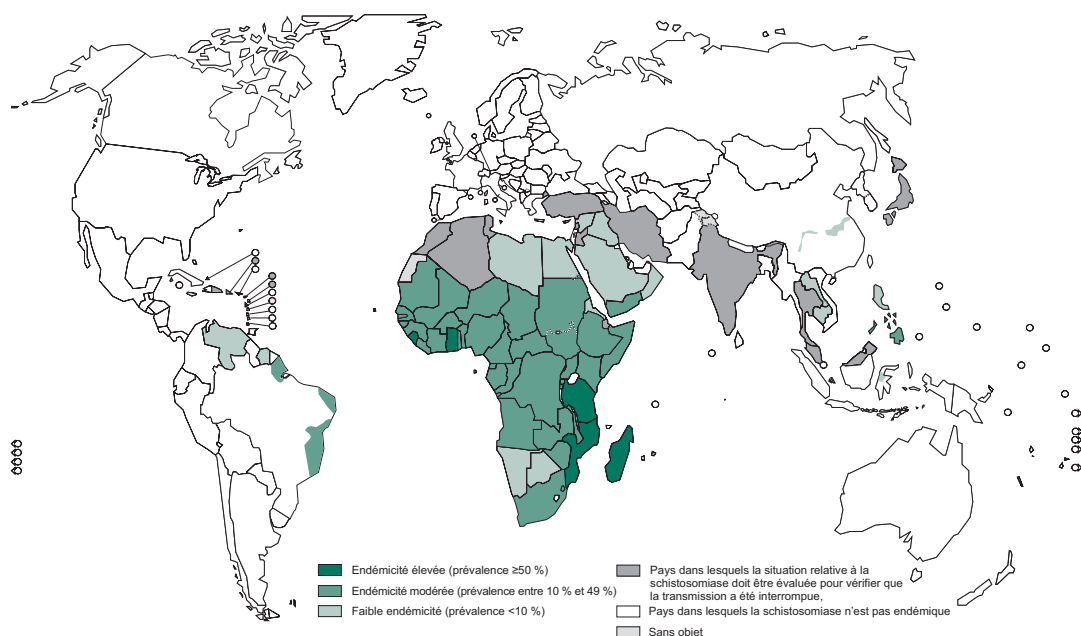 Endémicité élevée (prévalence ≥50 %)
Endémicité modérée (prévalence entre 10 % et 49 %)
Faible endémicité (prévalence <10 %)
Pays dans lesquels la situation relative à la
schistosomiase doit être évaluée pour vérifier que
la transmission a été interrompue,
Pays dans lesquels la schistosomiase n'est pas endémique
Sans objet